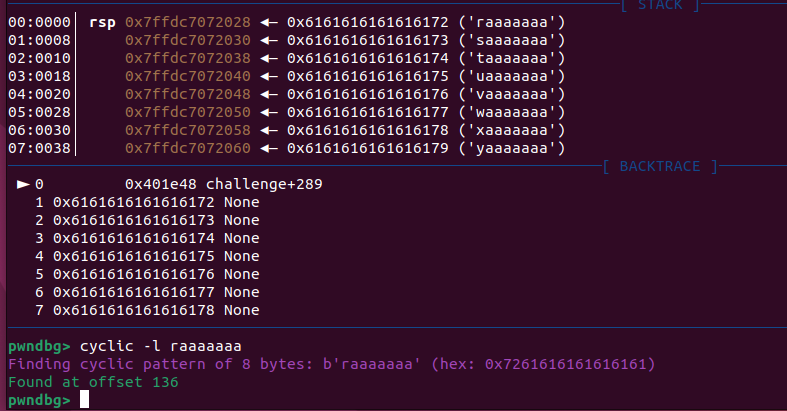 [ STACK ]
00:0000│ rsp 0x7ffdc7072028 ◄— 0x6161616161616172 ('raaaaaaa')
01:0008│ 0x7ffdc7072030 ◄— 0x6161616161616173 ('saaaaaaa')
02:0010│ 0x7ffdc7072038 ◄— 0x6161616161616174 ('taaaaaaa')
03:0018│ 0x7ffdc7072040 ◄— 0x6161616161616175 ('uaaaaaaa')
04:0020│ 0x7ffdc7072048 ◄— 0x6161616161616176 ('vaaaaaaa')
05:0028│ 0x7ffdc7072050 ◄— 0x6161616161616177 ('waaaaaaa')
06:0030│ 0x7ffdc7072058 ◄— 0x6161616161616178 ('xaaaaaaa')
07:0038│ 0x7ffdc7072060 ◄— 0x6161616161616179 ('yaaaaaaa')
[ BACKTRACE ]
► 0 0x401e48 challenge+289
1 0x6161616161616172 None
2 0x6161616161616173 None
3 0x6161616161616174 None
4 0x6161616161616175 None
5 0x6161616161616176 None
6 0x6161616161616177 None
7 0x6161616161616178 None
pwndbg> cyclic -l raaaaaaa
Finding cyclic pattern of 8 bytes: b'raaaaaaa' (hex: 0x7261616161616161)
Found at offset 136
pwndbg>